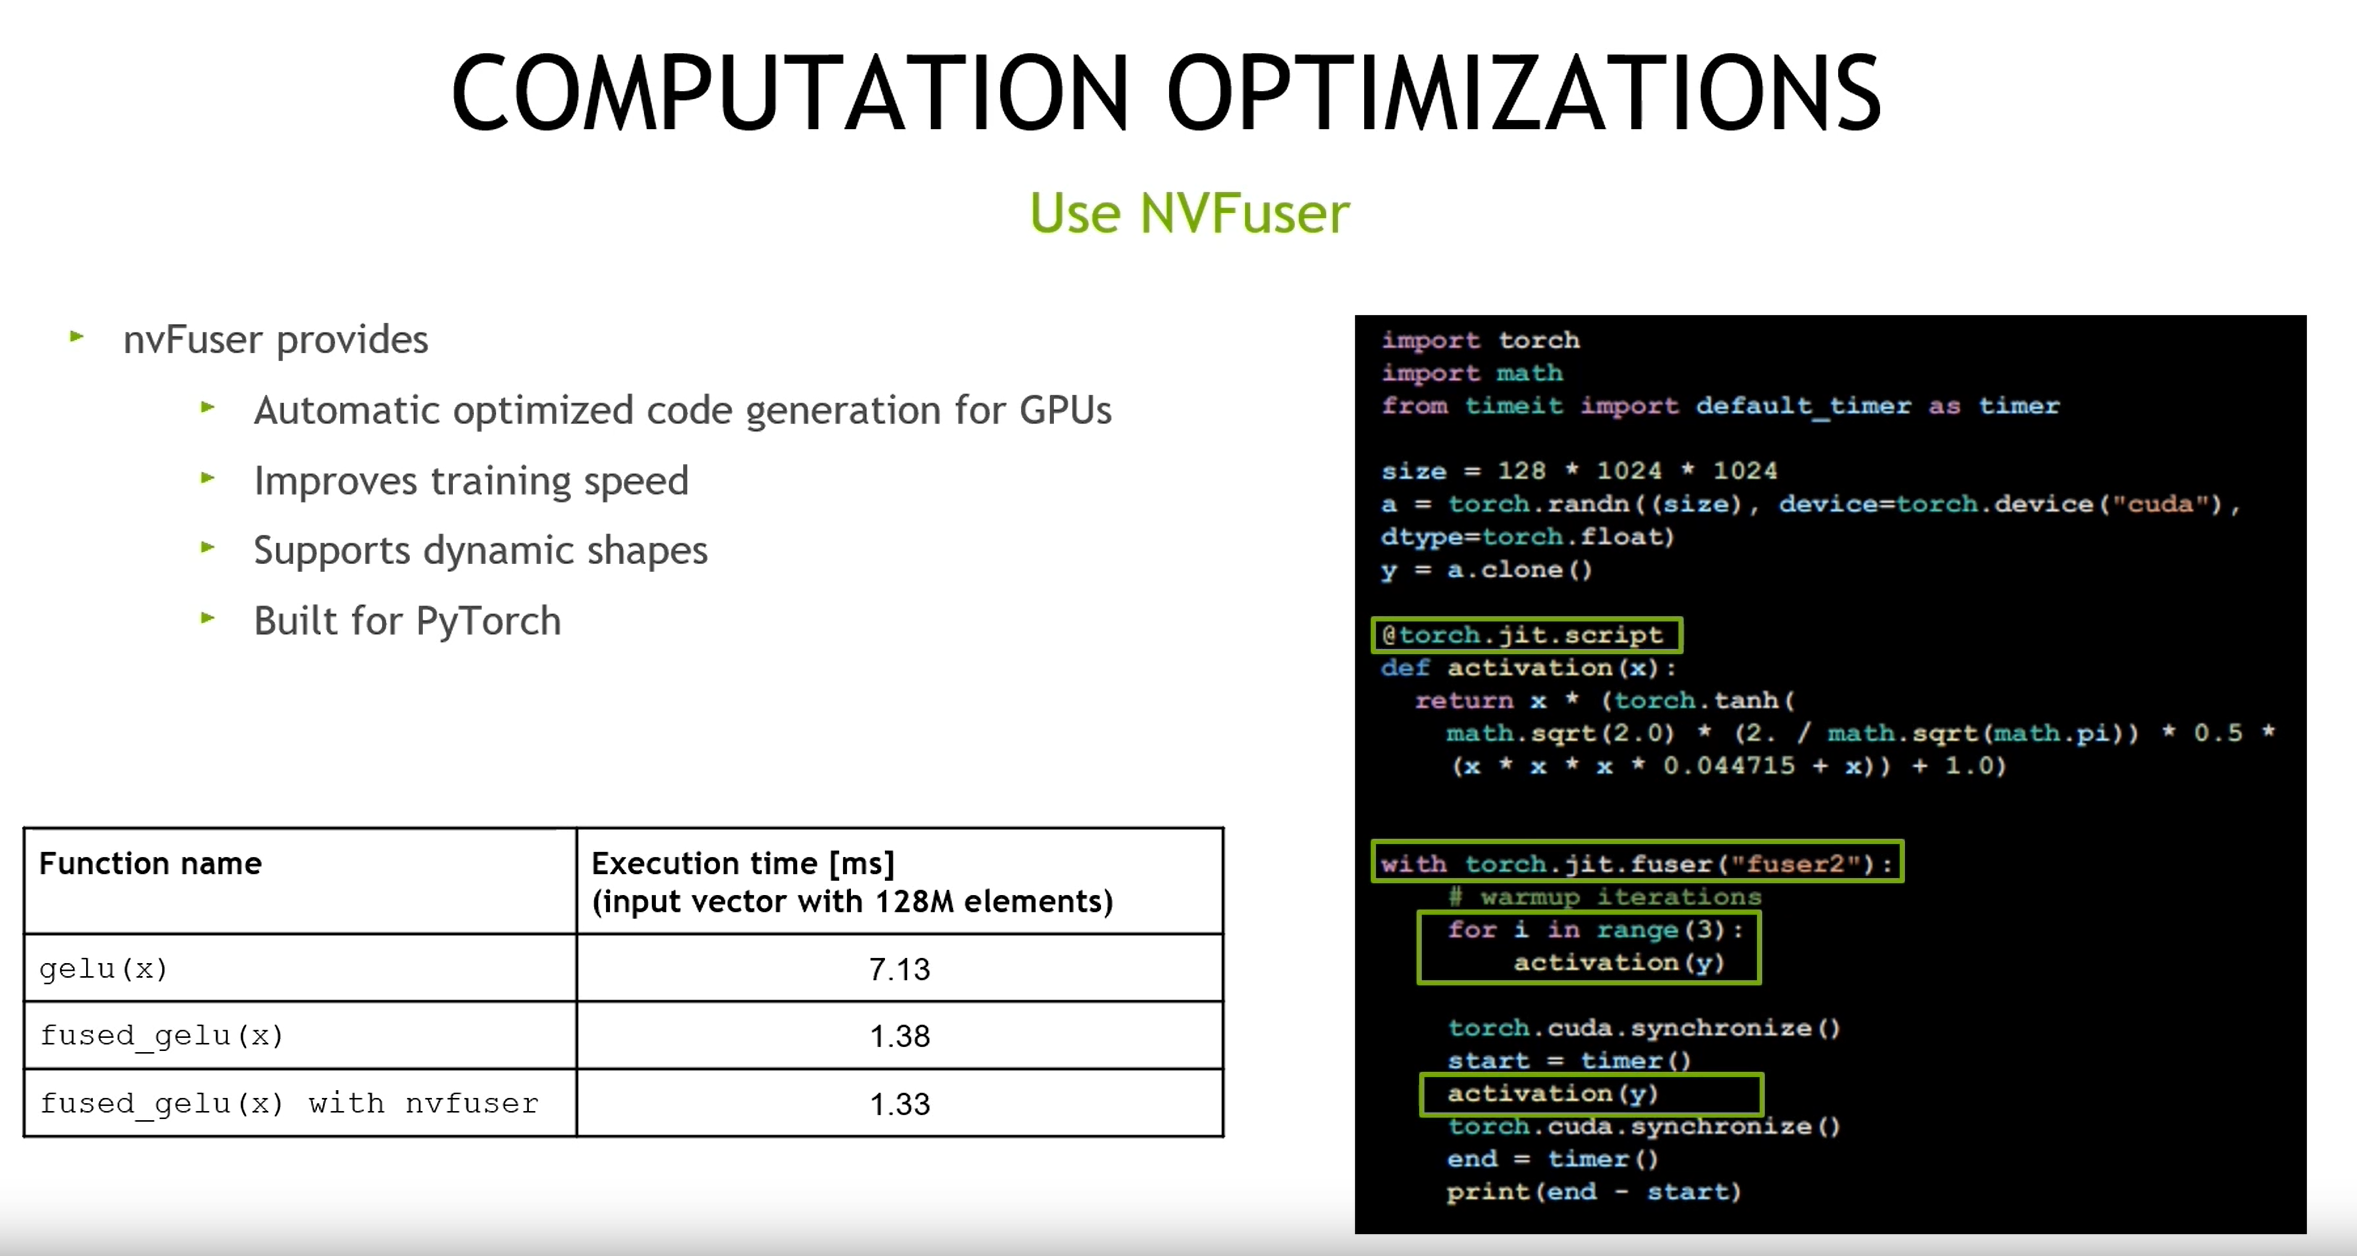 COMPUTATION OPTIMIZATIONS
Use NVFuser
nvFuser provides
Automatic optimized code generation for GPUs
Improves training speed
Supports dynamic shapes
Built for PyTorch
Function name
Execution time [ms]
(input vector with 128M elements)
gelu(x)
7.13
fused_gelu(x)
1.38
fused_gelu(x) with nvfuser
1.33
import torch
import math
from timeit import default_timer as timer
size = 128 * 1024 * 1024
a = torch.randn((size), device=torch.device("cuda"),
dtype=torch.float)
y = a.clone()
@torch.jit.script
def activation(x):
return x * (torch.tanh(
math.sqrt(2.0) * (2. / math.sqrt(math.pi)) * 0.5 *
(x * x * x * 0.044715 + x)) + 1.0)
with torch.jit.fuser("fuser2"):
# warmup iterations
for i in range(3):
activation(y)
torch.cuda.synchronize()
start = timer()
activation(y)
torch.cuda.synchronize()
end = timer()
print(end - start)